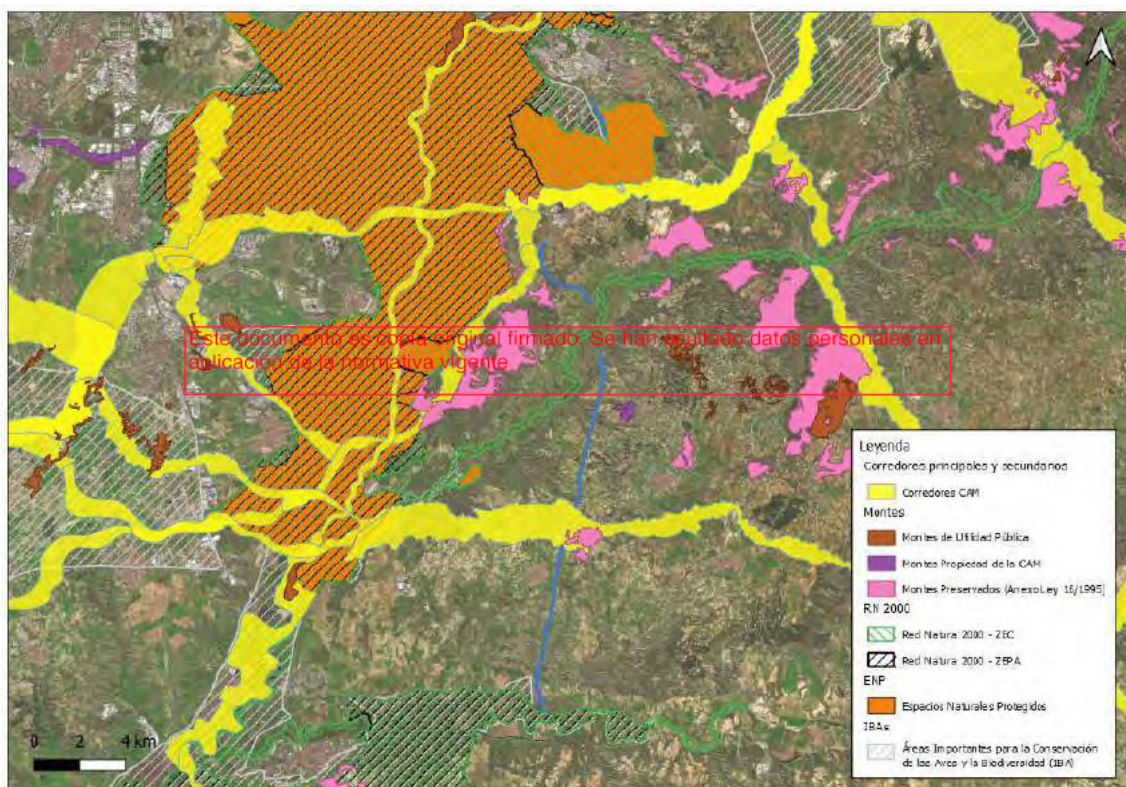 Este documento es copia original firmado. Se han ocultado datos personales en
aplicación de la normativa vigente
Leyenda
Corredores principales y secundarios
Corredores CAM
Montes
Montes de Utilidad Pública
Montes Propiedad de la CAM
Montes Preservados (Anexo Ley 16/1995)
RN 2000
Red Natura 2000 - ZEC
Red Natura 2000 - ZEPA
ENP
Espacios Naturales Protegidos
IBAs
Áreas Importantes para la Conservación
de las Aves y la Biodiversidad (IBA)
0 2 4 km